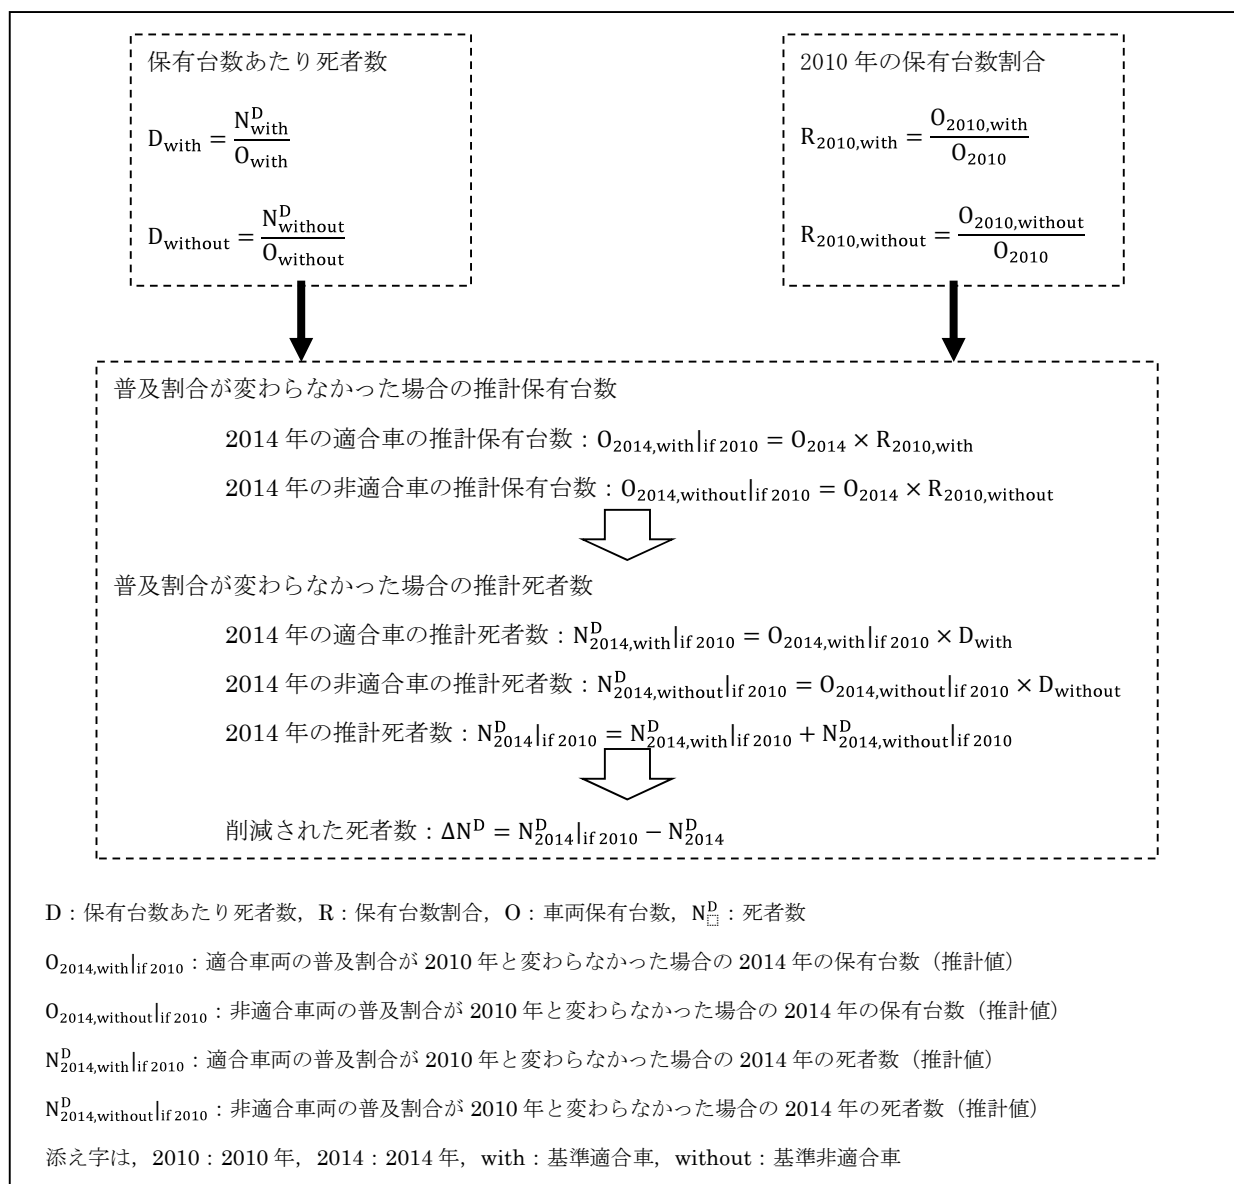 保有台数あたり死者数
D_with = N^D_with / O_with
D_without = N^D_without / O_without
2010 年の保有台数割合
R_2010,with = O_2010,with / O_2010
R_2010,without = O_2010,without / O_2010
普及割合が変わらなかった場合の推計保有台数
2014 年の適合車の推計保有台数：O_2014,with|if 2010 = O_2014 × R_2010,with
2014 年の非適合車の推計保有台数：O_2014,without|if 2010 = O_2014 × R_2010,without
普及割合が変わらなかった場合の推計死者数
2014 年の適合車の推計死者数：N^D_2014,with|if 2010 = O_2014,with|if 2010 × D_with
2014 年の非適合車の推計死者数：N^D_2014,without|if 2010 = O_2014,without|if 2010 × D_without
2014 年の推計死者数：N^D_2014|if 2010 = N^D_2014,with|if 2010 + N^D_2014,without|if 2010
削減された死者数：ΔN^D = N^D_2014|if 2010 − N^D_2014
D：保有台数あたり死者数，R：保有台数割合，O：車両保有台数，N^D_□：死者数
O_2014,with|if 2010：適合車両の普及割合が 2010 年と変わらなかった場合の 2014 年の保有台数（推計値）
O_2014,without|if 2010：非適合車両の普及割合が 2010 年と変わらなかった場合の 2014 年の保有台数（推計値）
N^D_2014,with|if 2010：適合車両の普及割合が 2010 年と変わらなかった場合の 2014 年の死者数（推計値）
N^D_2014,without|if 2010：非適合車両の普及割合が 2010 年と変わらなかった場合の 2014 年の死者数（推計値）
添え字は，2010：2010 年，2014：2014 年，with：基準適合車，without：基準非適合車